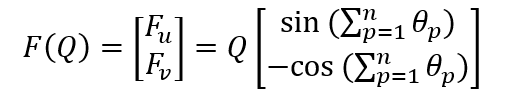 F(Q) = [F_u F_v] = Q [sin (∑_{p=1}^{n} θ_p) −cos (∑_{p=1}^{n} θ_p)]